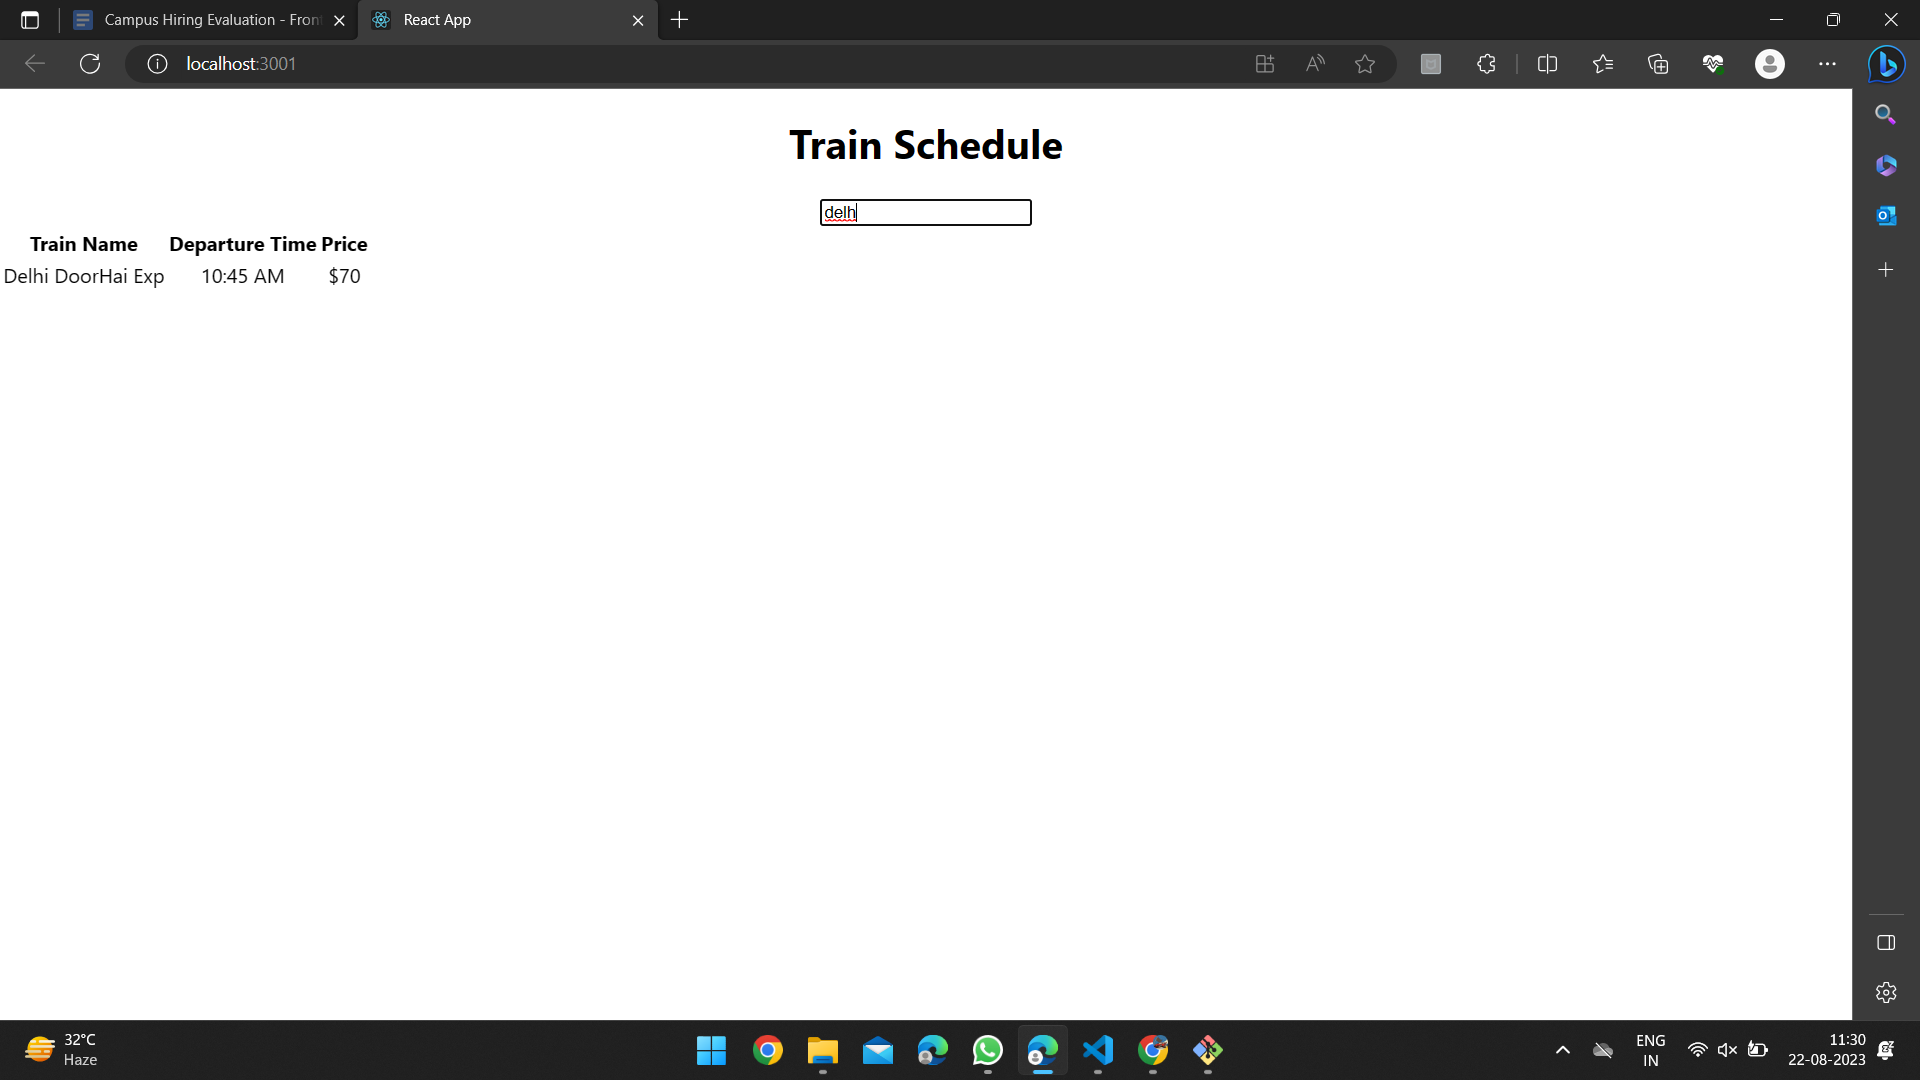 Campus Hiring Evaluation - Fron
React App
localhost:3001
Train Schedule
delh
Train Name Departure Time Price
Delhi DoorHai Exp 10:45 AM $70
32°C
Haze
ENG
IN
11:30
22-08-2023